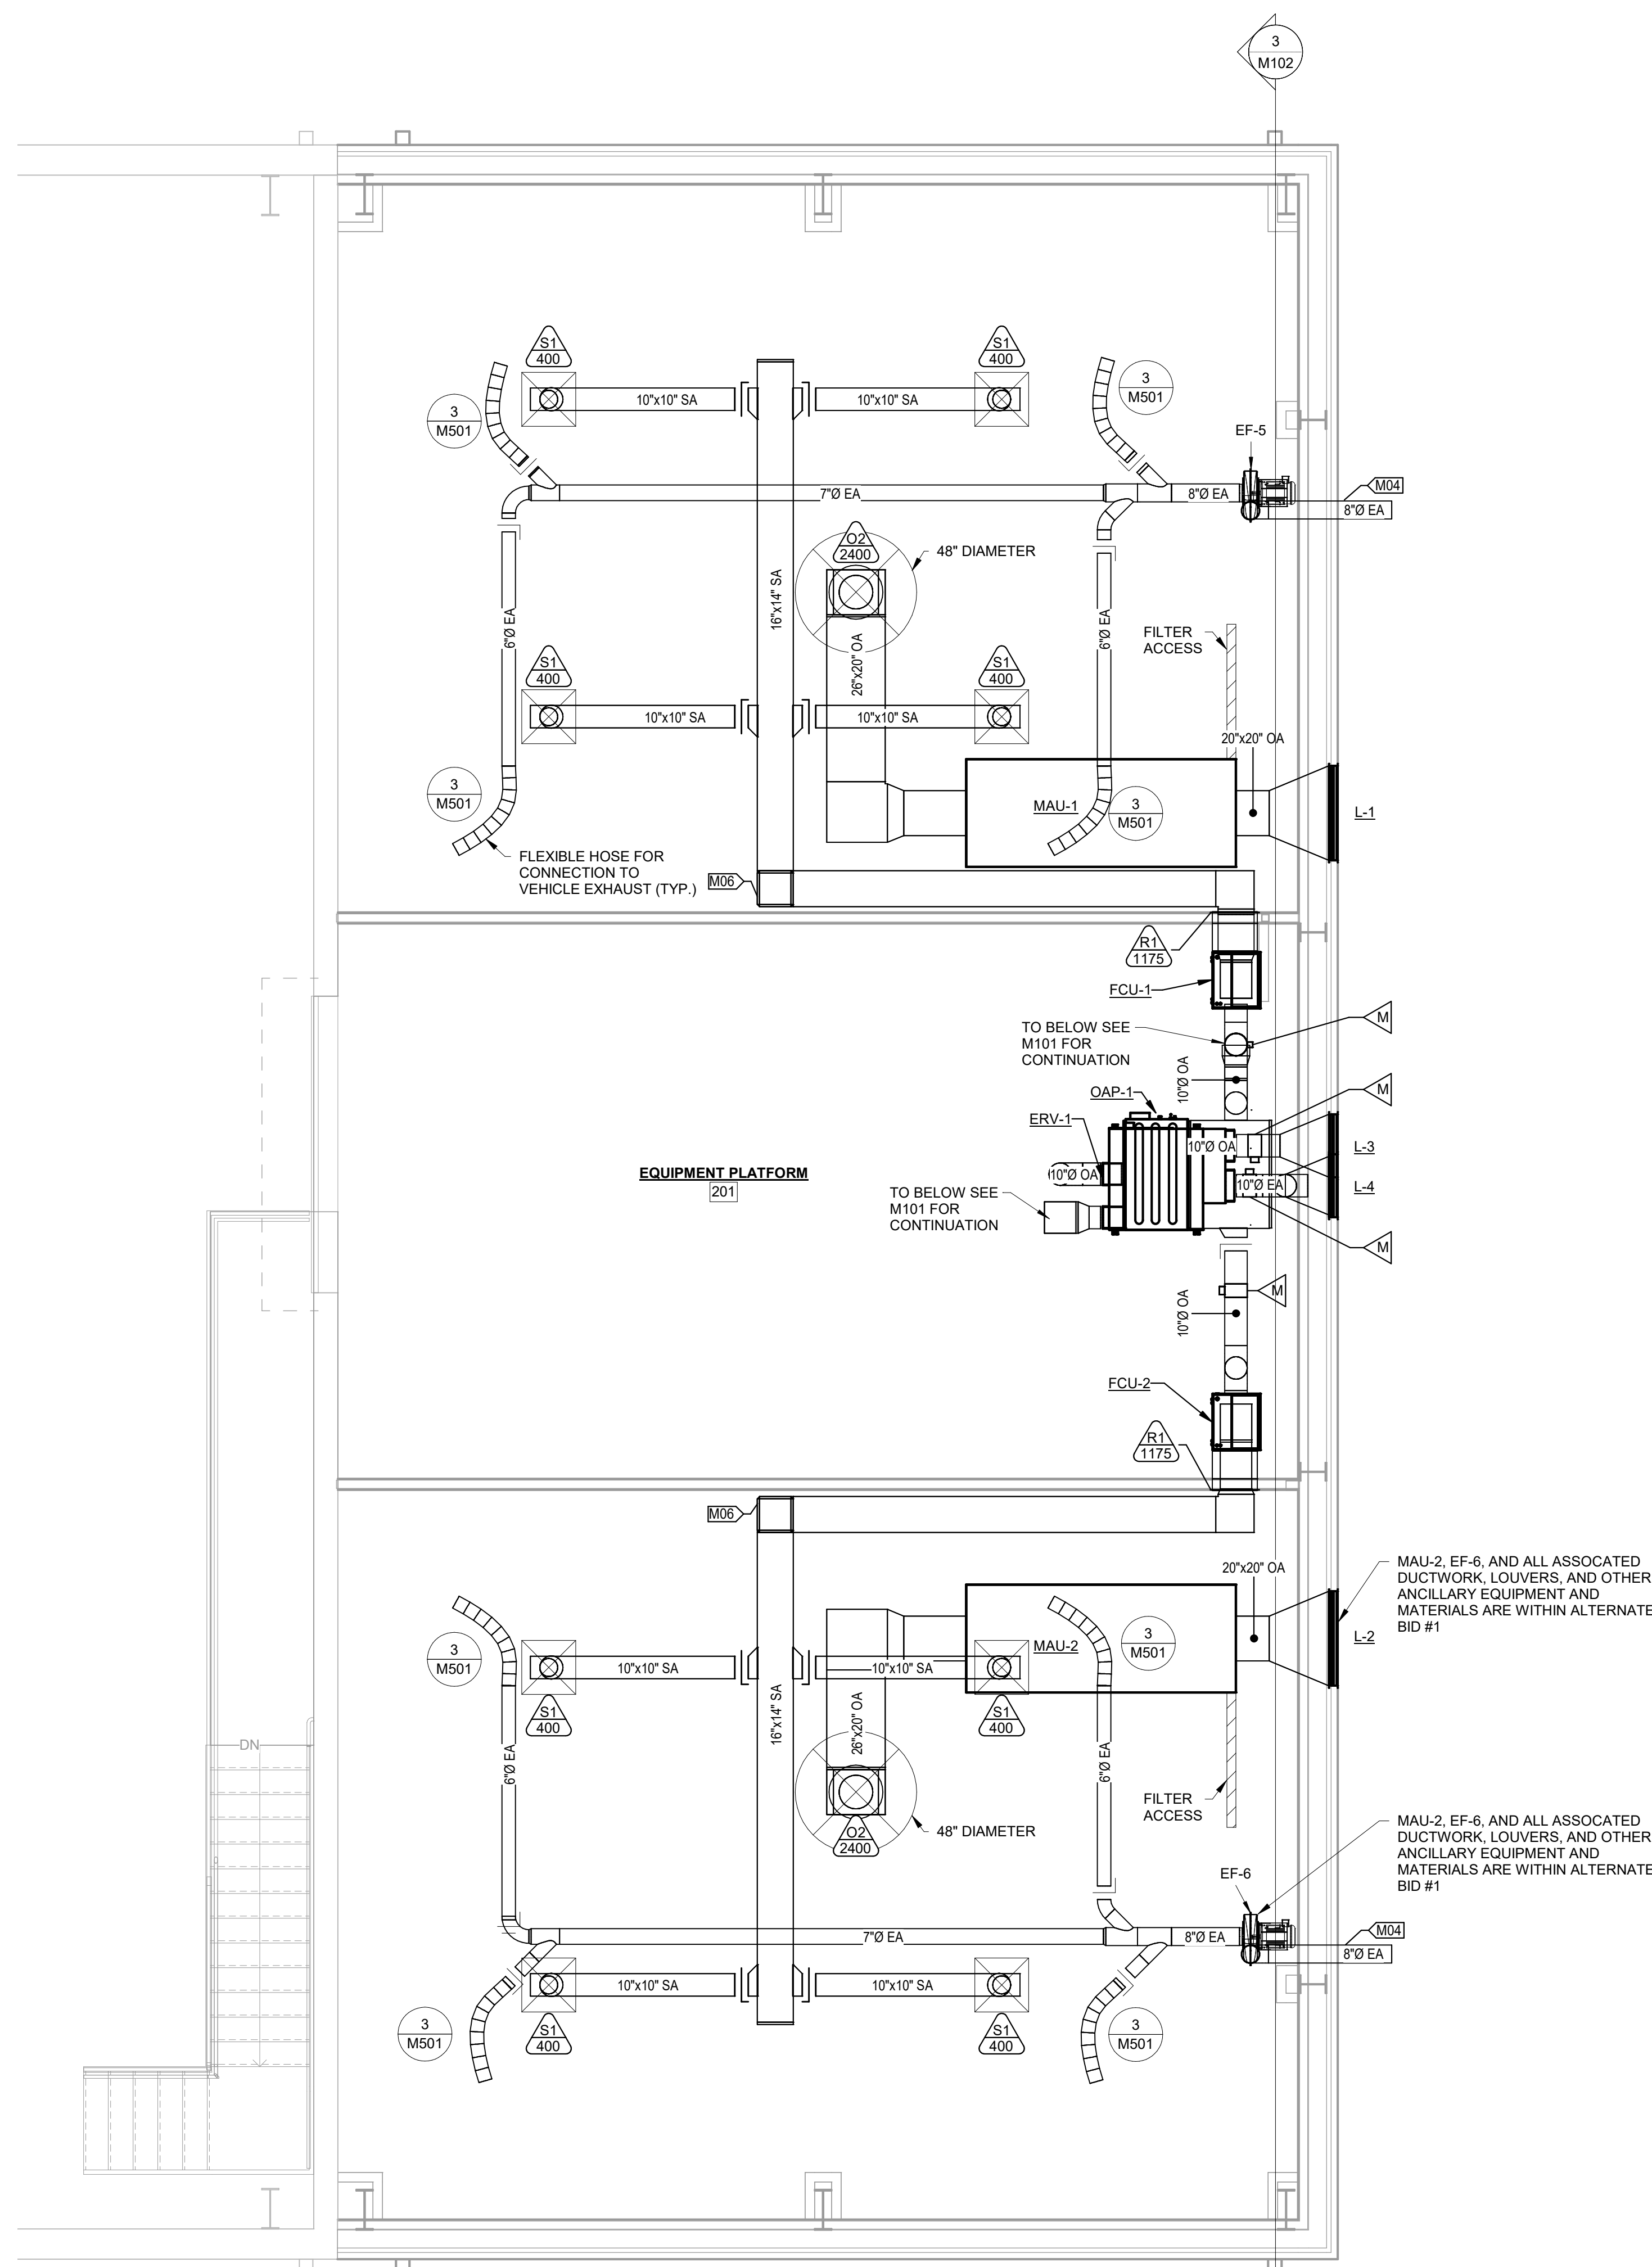 3
M102
S1
400
S1
400
3
M501
3
M501
10"x10" SA
10"x10" SA
EF-5
7"Ø EA
8"Ø EA
M04
8"Ø EA
O2
2400
48" DIAMETER
16"x14" SA
6"Ø EA
6"Ø EA
26"x20" OA
FILTER
ACCESS
S1
400
S1
400
10"x10" SA
10"x10" SA
20"x20" OA
3
M501
MAU-1
3
M501
L-1
FLEXIBLE HOSE FOR
CONNECTION TO
VEHICLE EXHAUST (TYP.)
M06
R1
1175
FCU-1
M
TO BELOW SEE
M101 FOR
CONTINUATION
10"Ø OA
M
OAP-1
ERV-1
10"Ø OA
L-3
10"Ø OA
10"Ø EA
L-4
EQUIPMENT PLATFORM
201
TO BELOW SEE
M101 FOR
CONTINUATION
M
M
10"Ø OA
FCU-2
R1
1175
M06
20"x20" OA
MAU-2, EF-6, AND ALL ASSOCATED
DUCTWORK, LOUVERS, AND OTHER
ANCILLARY EQUIPMENT AND
MATERIALS ARE WITHIN ALTERNATE
BID #1
L-2
3
M501
MAU-2
3
M501
10"x10" SA
10"x10" SA
S1
400
S1
400
16"x14" SA
26"x20" OA
DN
6"Ø EA
6"Ø EA
FILTER
ACCESS
O2
2400
48" DIAMETER
MAU-2, EF-6, AND ALL ASSOCATED
DUCTWORK, LOUVERS, AND OTHER
ANCILLARY EQUIPMENT AND
MATERIALS ARE WITHIN ALTERNATE
BID #1
EF-6
7"Ø EA
8"Ø EA
M04
8"Ø EA
10"x10" SA
10"x10" SA
3
M501
S1
400
S1
400
3
M501